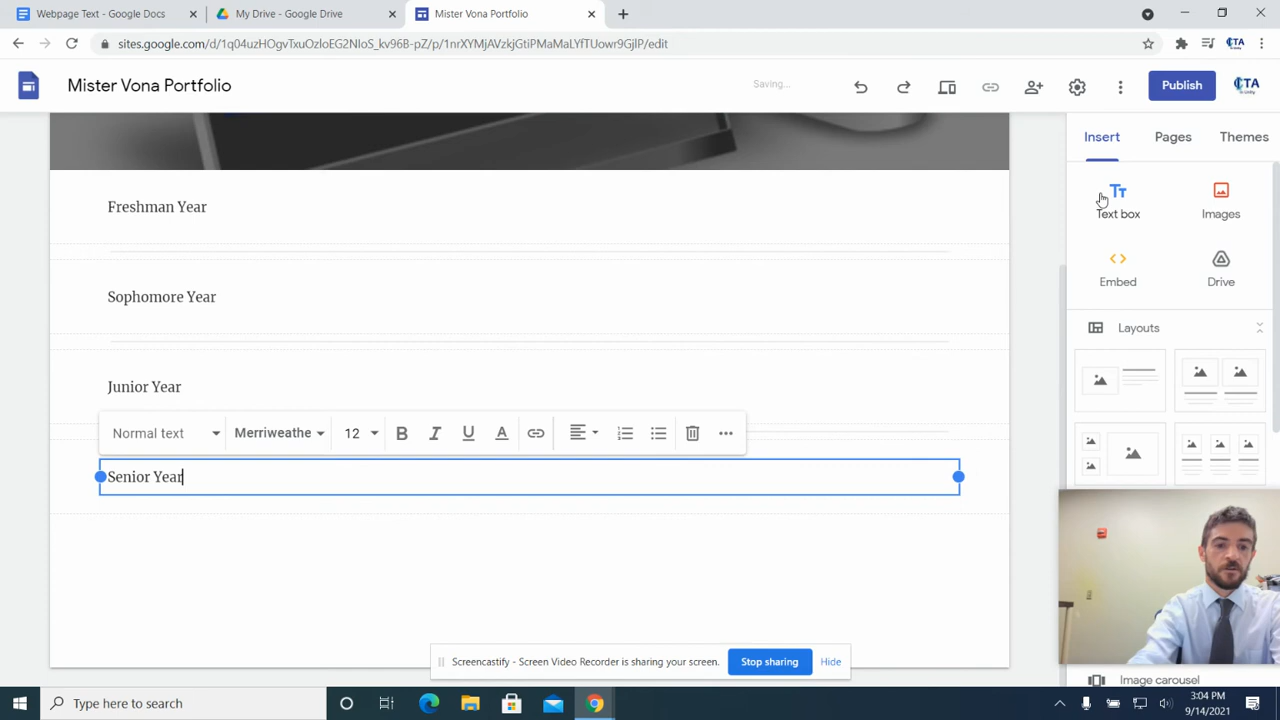 Webpage Text - Google Docs
My Drive - Google Drive
Mister Vona Portfolio
sites.google.com/d/1q04uzHOgvTxuOzloEG2NIoS_kv96B-pZ/p/1nrXYMjAVzkjGtiPMaMaLYfTUowr9GjlP/edit
Mister Vona Portfolio
Saving...
Publish
Insert
Pages
Themes
Text box
Images
Embed
Drive
Layouts
Freshman Year
Sophomore Year
Junior Year
Normal text
Merriweathe
12
Senior Year
Screencastify - Screen Video Recorder is sharing your screen.
Stop sharing
Hide
Image carousel
Type here to search
3:04 PM
9/14/2021